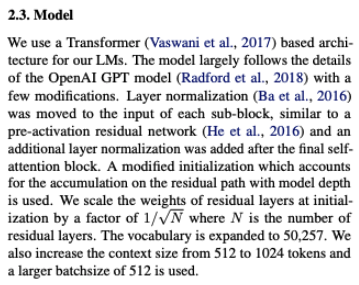 2.3. Model
We use a Transformer (Vaswani et al., 2017) based archi-
tecture for our LMs. The model largely follows the details
of the OpenAI GPT model (Radford et al., 2018) with a
few modifications. Layer normalization (Ba et al., 2016)
was moved to the input of each sub-block, similar to a
pre-activation residual network (He et al., 2016) and an
additional layer normalization was added after the final self-
attention block. A modified initialization which accounts
for the accumulation on the residual path with model depth
is used. We scale the weights of residual layers at initial-
ization by a factor of 1/√N where N is the number of
residual layers. The vocabulary is expanded to 50,257. We
also increase the context size from 512 to 1024 tokens and
a larger batchsize of 512 is used.